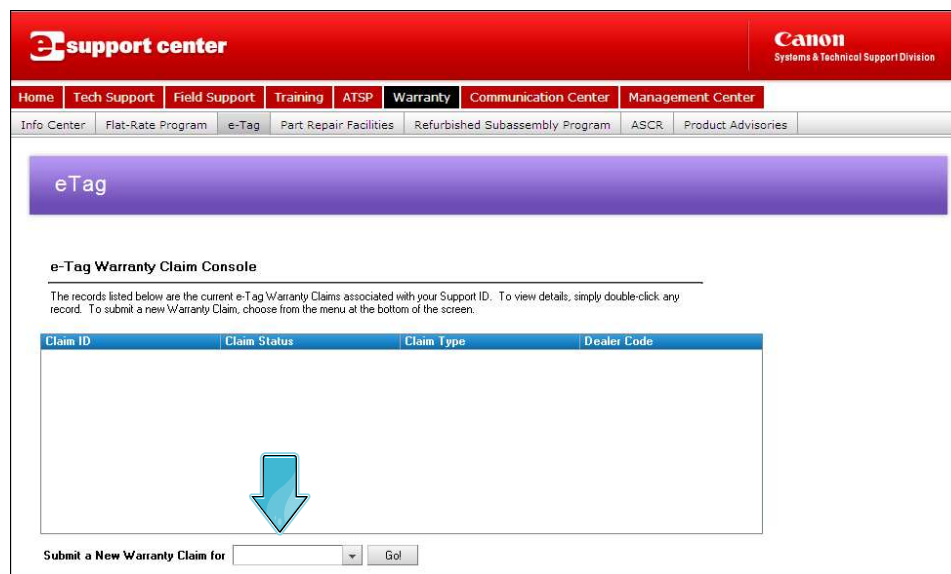 e-support center
Canon
Systems & Technical Support Division
Home Tech Support Field Support Training ATSP Warranty Communication Center Management Center
Info Center Flat-Rate Program e-Tag Part Repair Facilities Refurbished Subassembly Program ASCR Product Advisories
eTag
e-Tag Warranty Claim Console
The records listed below are the current e-Tag Warranty Claims associated with your Support ID. To view details, simply double-click any
record. To submit a new Warranty Claim, choose from the menu at the bottom of the screen.
Claim ID Claim Status Claim Type Dealer Code
Submit a New Warranty Claim for Go!